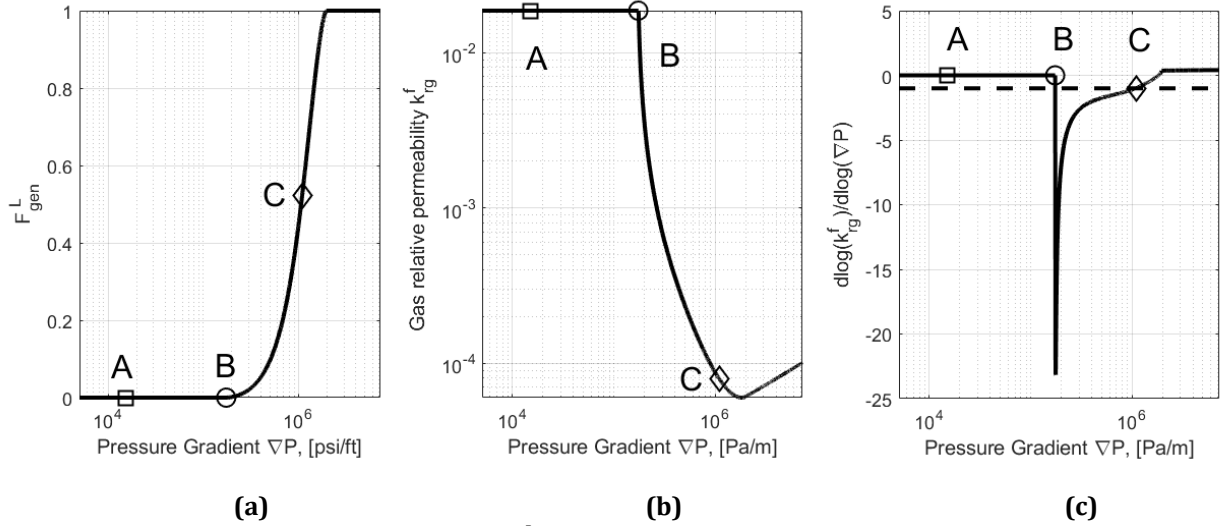 1
0.8
0.6
0.4
0.2
0
F^L_gen
A
B
C
10^4
10^6
Pressure Gradient ∇P, [psi/ft]
(a)
10^-2
10^-3
10^-4
Gas relative permeability k^f_rg
A
B
C
10^4
10^6
Pressure Gradient ∇P, [Pa/m]
(b)
5
0
-5
-10
-15
-20
-25
dlog(k^f_rg)/dlog(∇P)
A
B
C
10^4
10^6
Pressure Gradient ∇P, [Pa/m]
(c)